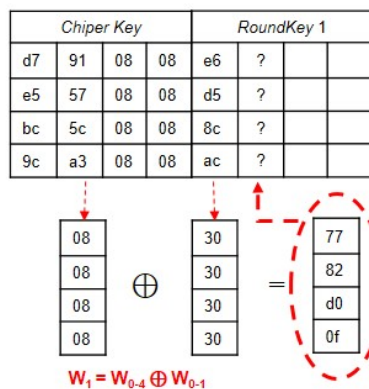 Chiper Key RoundKey 1
d7 91 08 08 e6 ?
e5 57 08 08 d5 ?
bc 5c 08 08 8c ?
9c a3 08 08 ac ?
08 30 77
08 30 82
08 ⊕ 30 = d0
08 30 0f
W1 = W0-4 ⊕ W0-1